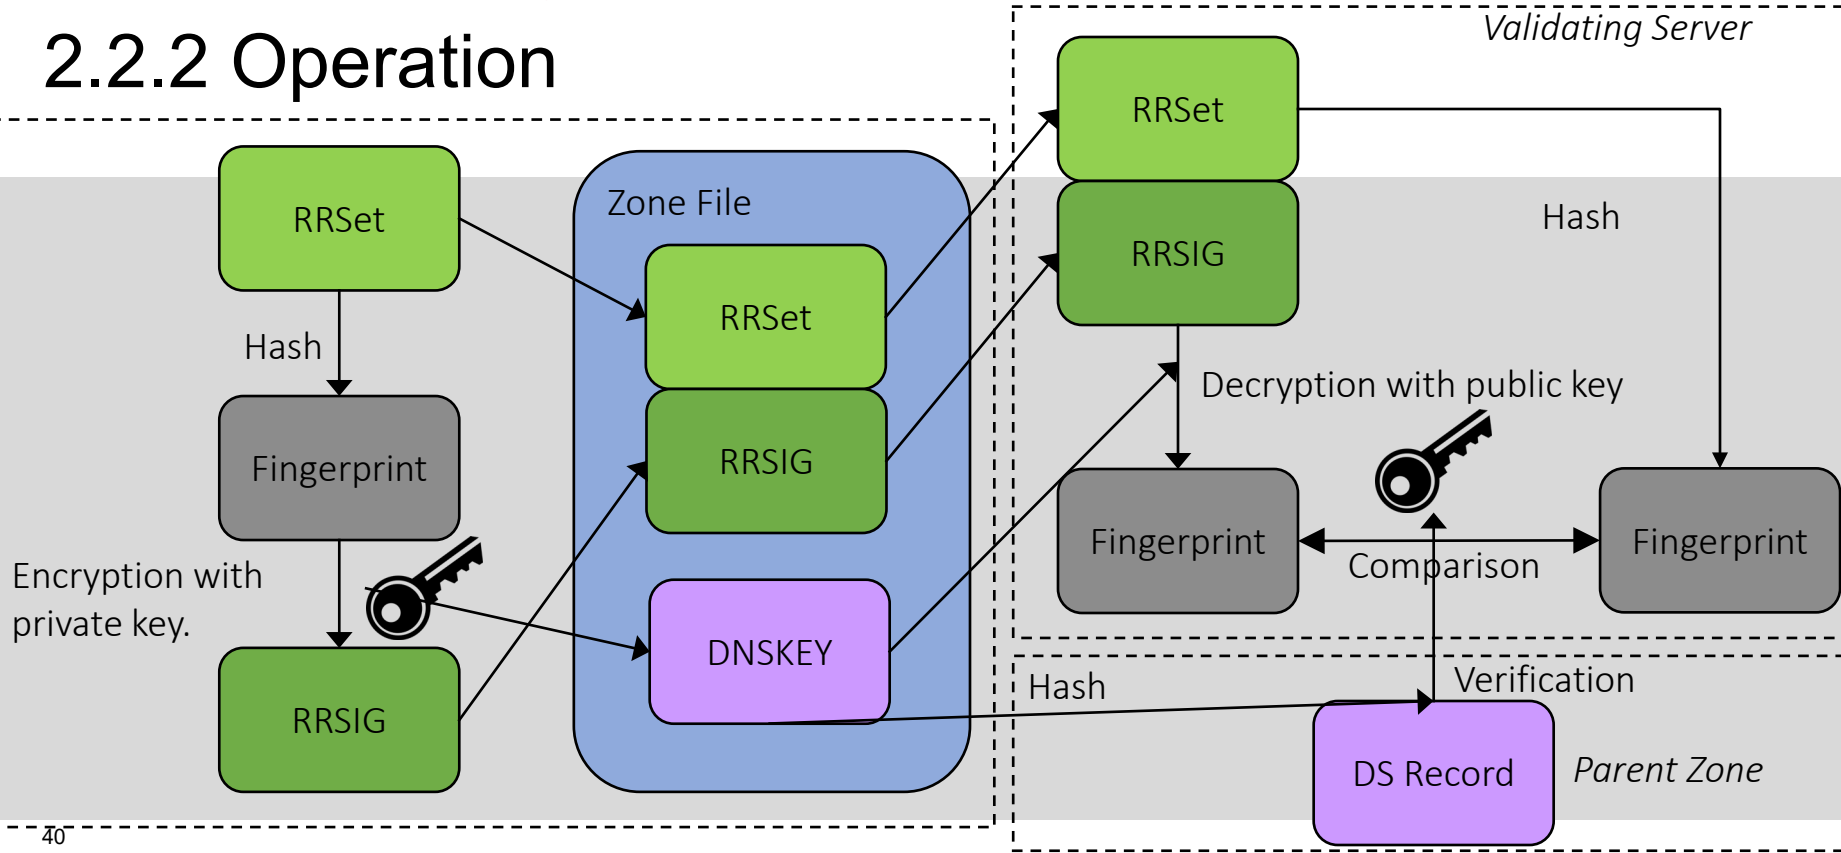 2.2.2 Operation
RRSet
Hash
Fingerprint
Encryption with
private key.
RRSIG
Zone File
RRSet
RRSIG
DNSKEY
Validating Server
RRSet
RRSIG
Hash
Decryption with public key
Fingerprint
Comparison
Fingerprint
Hash
Verification
DS Record
Parent Zone
40